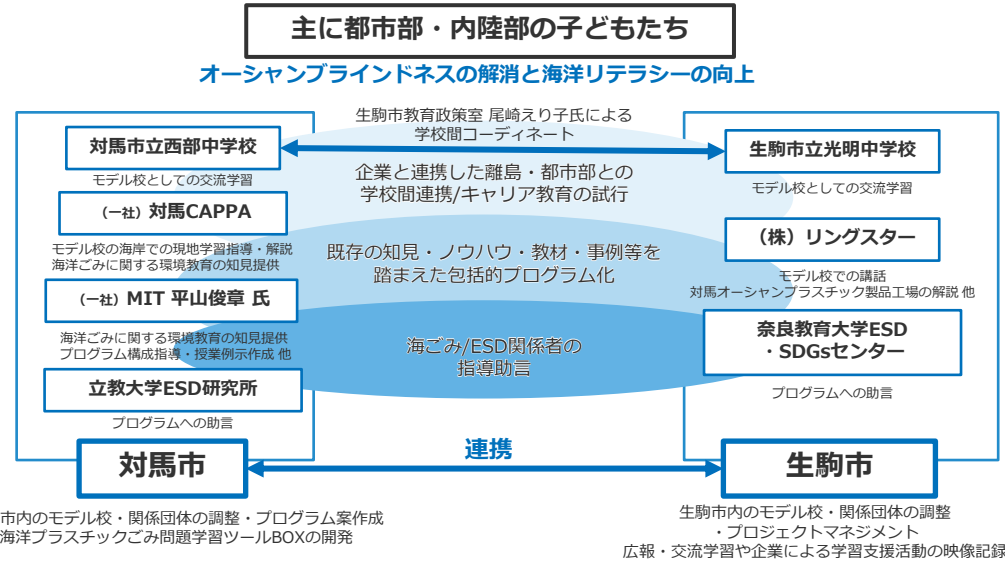 主に都市部・内陸部の子どもたち
オーシャンブラインドネスの解消と海洋リテラシーの向上
生駒市教育政策室 尾崎えり子氏による
学校間コーディネート
対馬市立西部中学校
モデル校としての交流学習
（一社）対馬CAPPA
モデル校の海岸での現地学習指導・解説
海洋ごみに関する環境教育の知見提供
（一社）MIT 平山俊章 氏
海洋ごみに関する環境教育の知見提供
プログラム構成指導・授業例示作成 他
立教大学ESD研究所
プログラムへの助言
企業と連携した離島・都市部との
学校間連携/キャリア教育の試行
既存の知見・ノウハウ・教材・事例等を
踏まえた包括的プログラム化
海ごみ/ESD関係者の
指導助言
生駒市立光明中学校
モデル校としての交流学習
（株）リングスター
モデル校での講話
対馬オーシャンプラスチック製品工場の解説 他
奈良教育大学ESD
・SDGsセンター
プログラムへの助言
対馬市
連携
生駒市
市内のモデル校・関係団体の調整・プログラム案作成
海洋プラスチックごみ問題学習ツールBOXの開発
生駒市内のモデル校・関係団体の調整
・プロジェクトマネジメント
広報・交流学習や企業による学習支援活動の映像記録